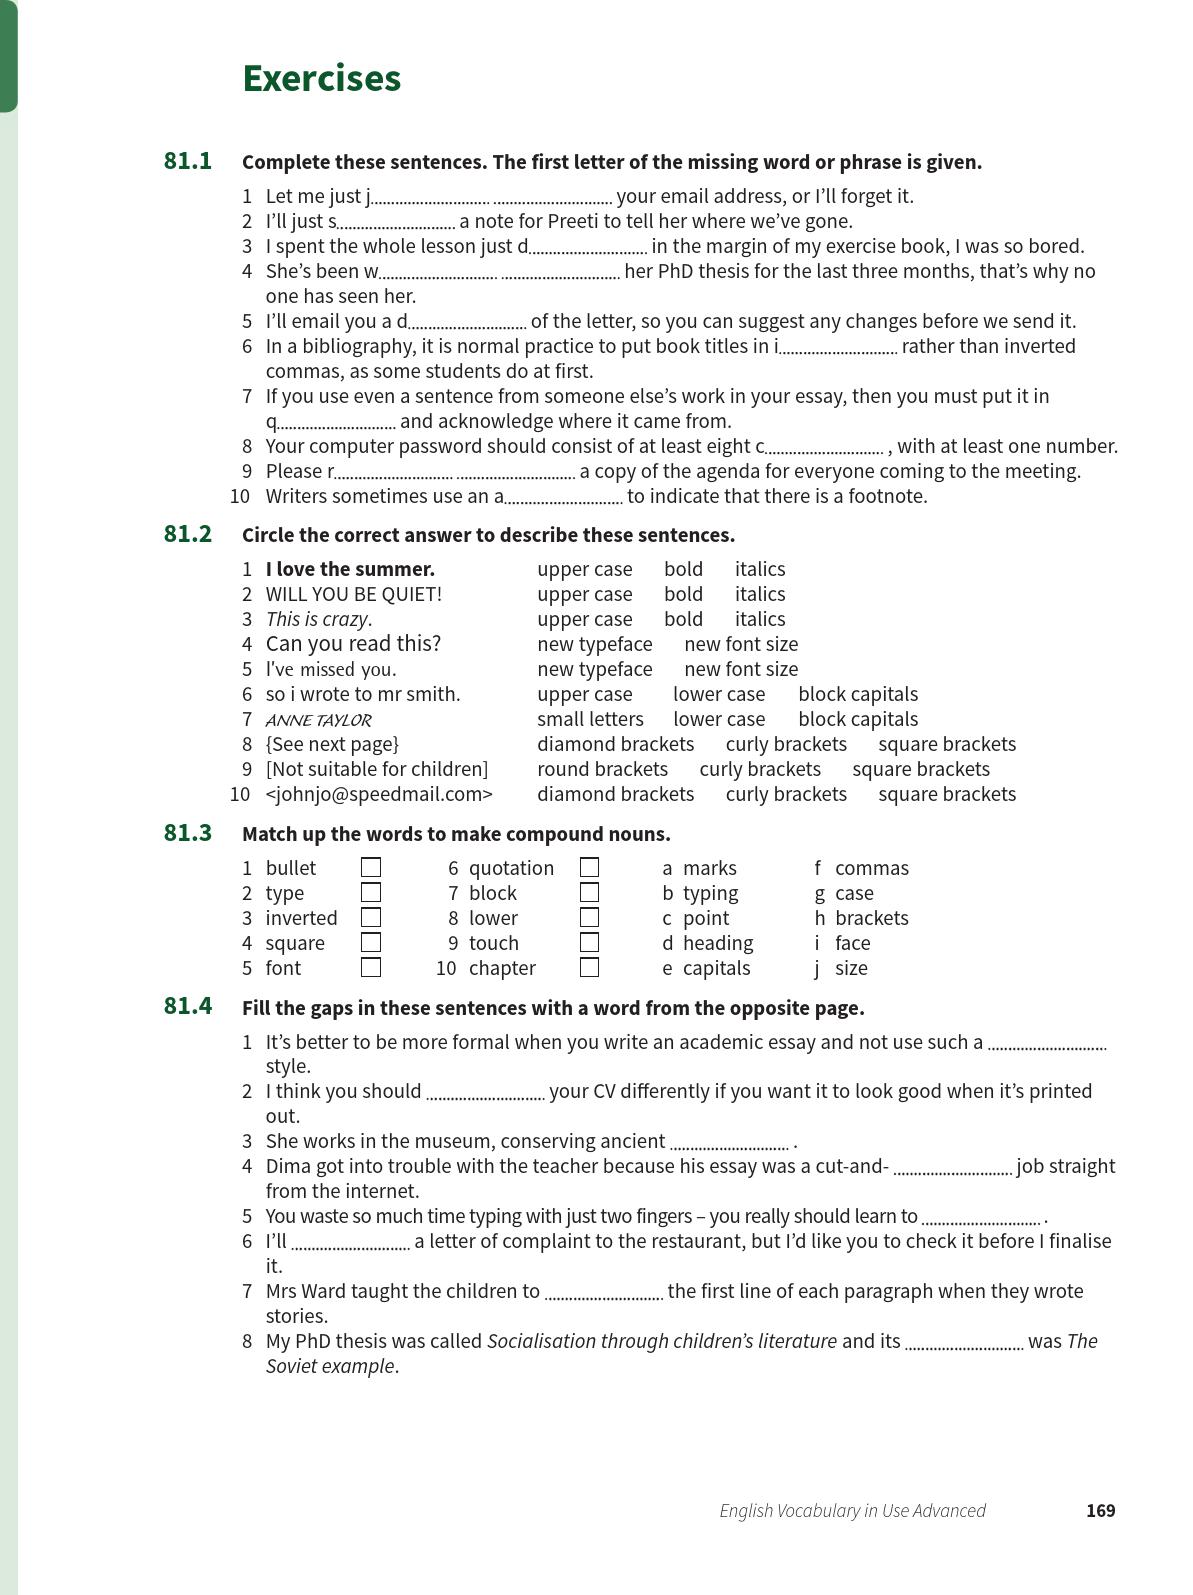 Exercises
81.1 Complete these sentences. The first letter of the missing word or phrase is given.
1 Let me just j.............................. .............................. your email address, or I’ll forget it.
2 I’ll just s.............................. a note for Preeti to tell her where we’ve gone.
3 I spent the whole lesson just d.............................. in the margin of my exercise book, I was so bored.
4 She’s been w.............................. .............................. her PhD thesis for the last three months, that’s why no
one has seen her.
5 I’ll email you a d.............................. of the letter, so you can suggest any changes before we send it.
6 In a bibliography, it is normal practice to put book titles in i.............................. rather than inverted
commas, as some students do at first.
7 If you use even a sentence from someone else’s work in your essay, then you must put it in
q.............................. and acknowledge where it came from.
8 Your computer password should consist of at least eight c.............................. , with at least one number.
9 Please r.............................. .............................. a copy of the agenda for everyone coming to the meeting.
10 Writers sometimes use an a.............................. to indicate that there is a footnote.
81.2 Circle the correct answer to describe these sentences.
1 I love the summer. upper case bold italics
2 WILL YOU BE QUIET! upper case bold italics
3 This is crazy. upper case bold italics
4 Can you read this? new typeface new font size
5 I've missed you. new typeface new font size
6 so i wrote to mr smith. upper case lower case block capitals
7 ANNE TAYLOR small letters lower case block capitals
8 {See next page} diamond brackets curly brackets square brackets
9 [Not suitable for children] round brackets curly brackets square brackets
10 <johnjo@speedmail.com> diamond brackets curly brackets square brackets
81.3 Match up the words to make compound nouns.
1 bullet 6 quotation a marks f commas
2 type 7 block b typing g case
3 inverted 8 lower c point h brackets
4 square 9 touch d heading i face
5 font 10 chapter e capitals j size
81.4 Fill the gaps in these sentences with a word from the opposite page.
1 It’s better to be more formal when you write an academic essay and not use such a ..............................
style.
2 I think you should .............................. your CV differently if you want it to look good when it’s printed
out.
3 She works in the museum, conserving ancient .............................. .
4 Dima got into trouble with the teacher because his essay was a cut-and- .............................. job straight
from the internet.
5 You waste so much time typing with just two fingers – you really should learn to .............................. .
6 I’ll .............................. a letter of complaint to the restaurant, but I’d like you to check it before I finalise
it.
7 Mrs Ward taught the children to .............................. the first line of each paragraph when they wrote
stories.
8 My PhD thesis was called Socialisation through children’s literature and its .............................. was The
Soviet example.
English Vocabulary in Use Advanced 169